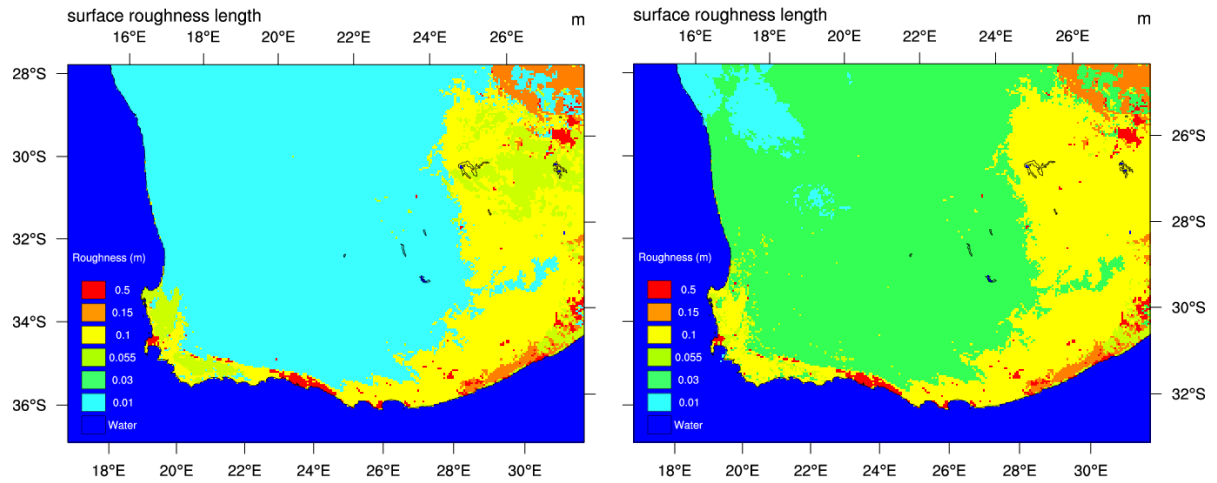 surface roughness length
m
16°E 18°E 20°E 22°E 24°E 26°E
28°S
30°S
32°S
34°S
36°S
Roughness (m)
0.5
0.15
0.1
0.055
0.03
0.01
Water
18°E 20°E 22°E 24°E 26°E 28°E 30°E
surface roughness length
m
16°E 18°E 20°E 22°E 24°E 26°E
26°S
28°S
30°S
32°S
Roughness (m)
0.5
0.15
0.1
0.055
0.03
0.01
Water
18°E 20°E 22°E 24°E 26°E 28°E 30°E